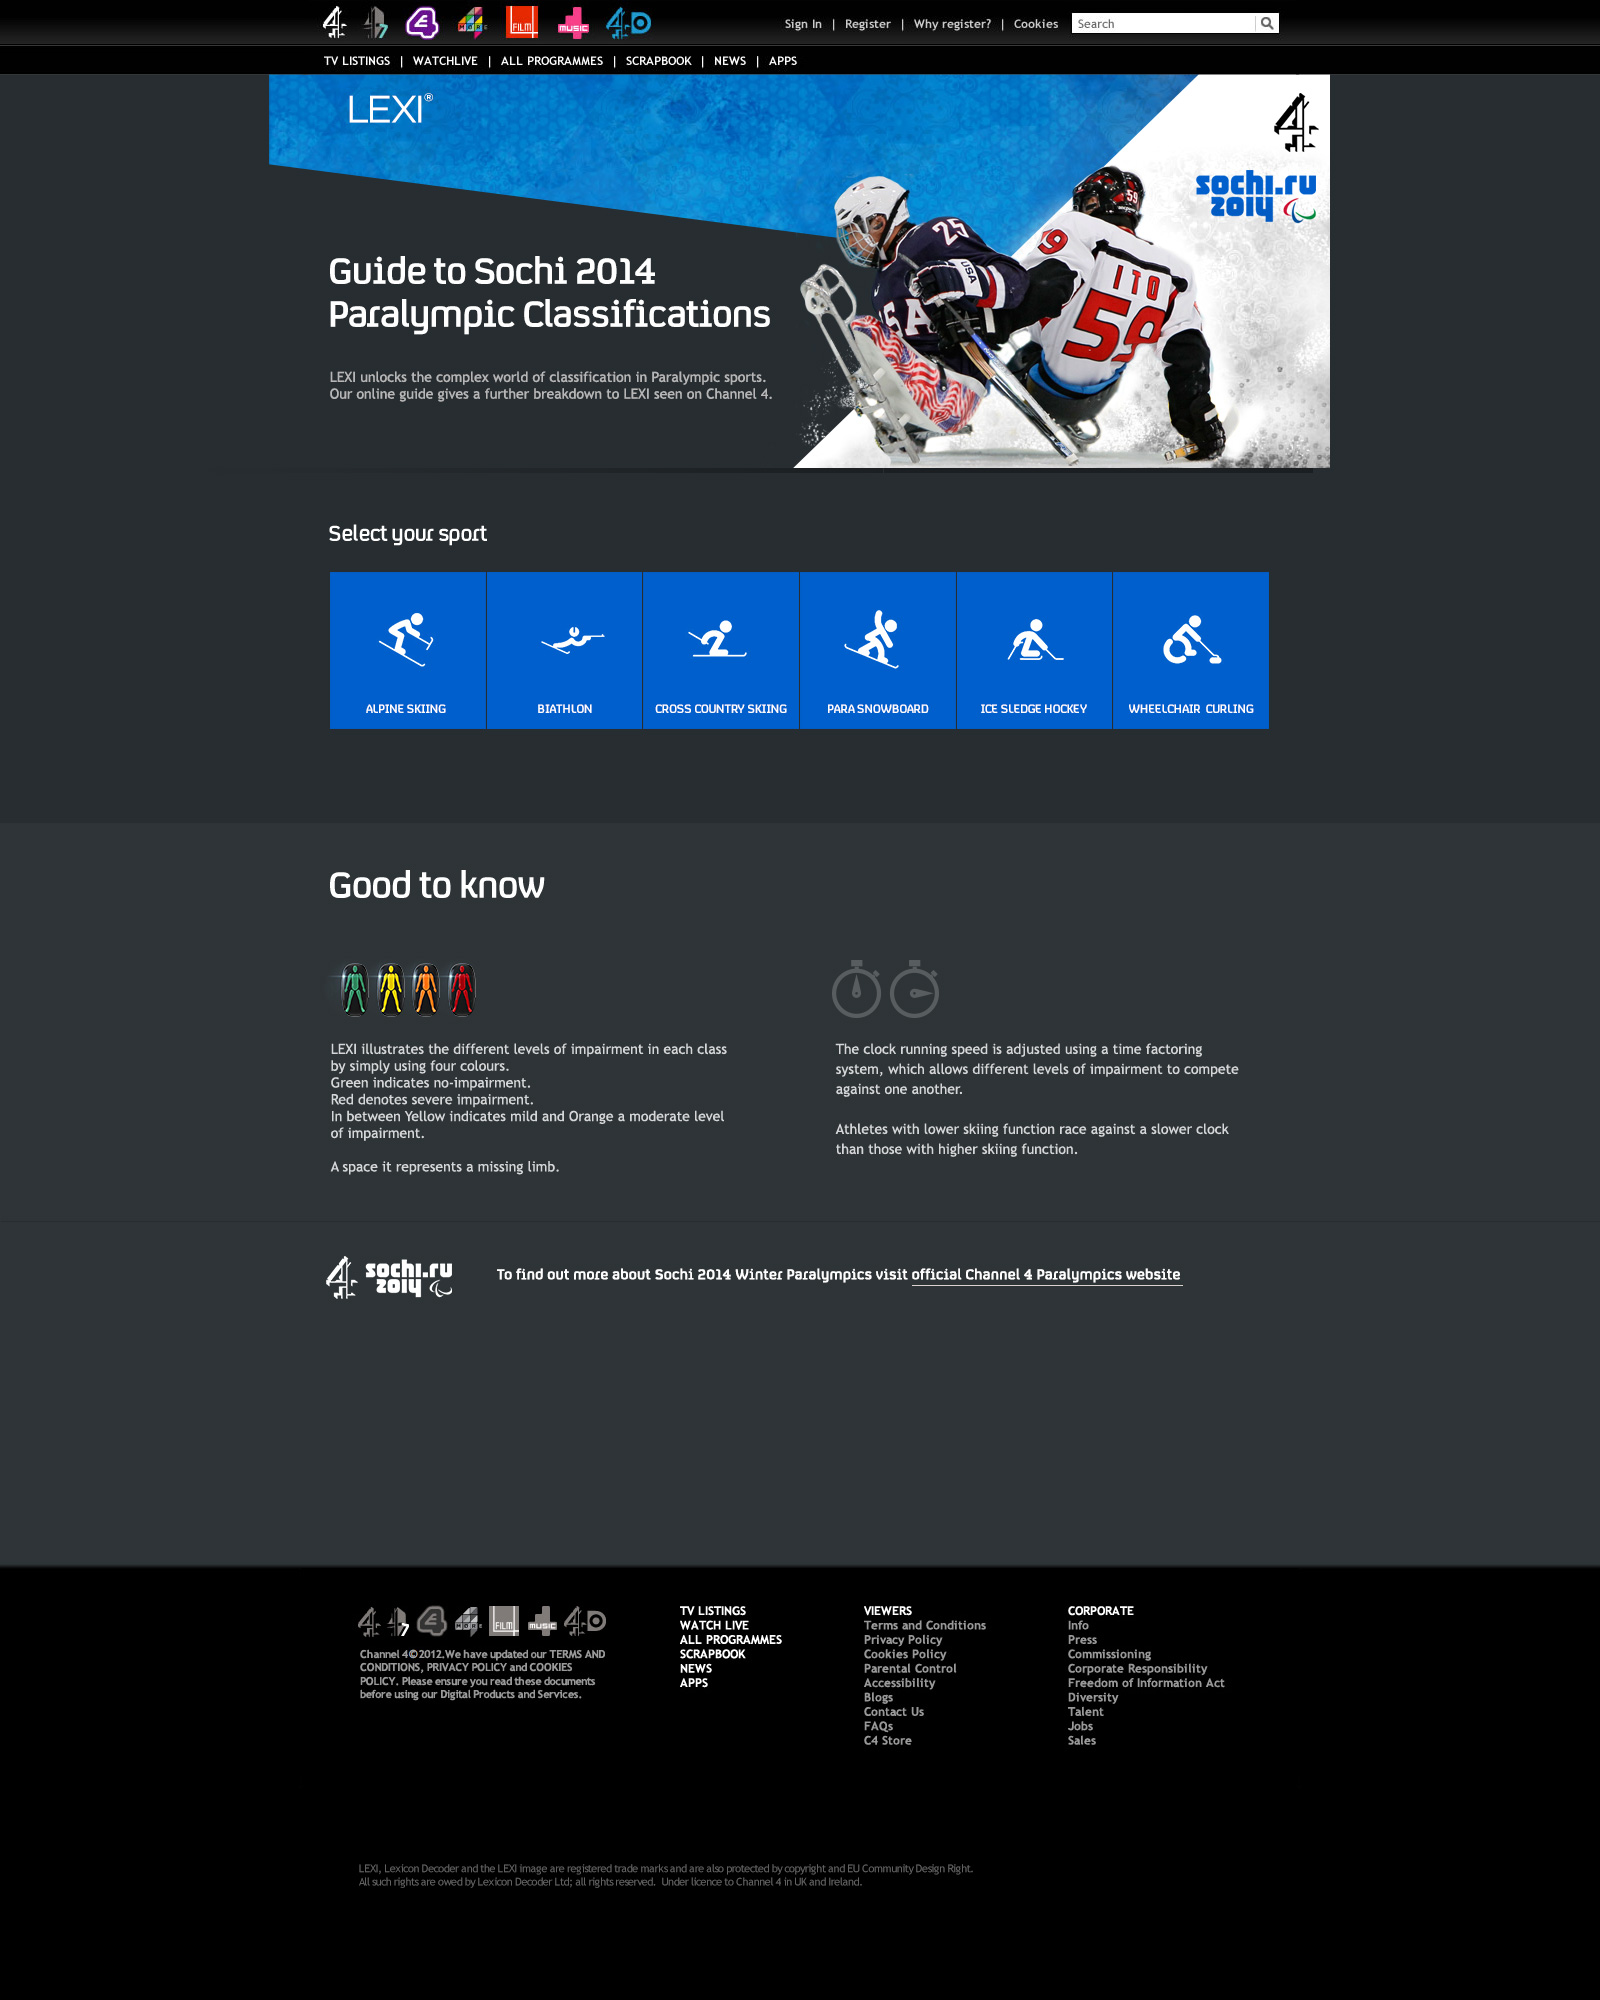 Sign In | Register | Why register? | Cookies
Search
FILM
MUSIC
TV LISTINGS | WATCHLIVE | ALL PROGRAMMES | SCRAPBOOK | NEWS | APPS
LEXI®
sochi.ru
2014
59
25
59
ITO
USA
59
USA
Guide to Sochi 2014
Paralympic Classifications
LEXI unlocks the complex world of classification in Paralympic sports.
Our online guide gives a further breakdown to LEXI seen on Channel 4.
Select your sport
ALPINE SKIING
BIATHLON
CROSS COUNTRY SKIING
PARA SNOWBOARD
ICE SLEDGE HOCKEY
WHEELCHAIR  CURLING
Good to know
LEXI illustrates the different levels of impairment in each class
by simply using four colours.
Green indicates no-impairment.
Red denotes severe impairment.
In between Yellow indicates mild and Orange a moderate level
of impairment.
A space it represents a missing limb.
The clock running speed is adjusted using a time factoring
system, which allows different levels of impairment to compete
against one another.
Athletes with lower skiing function race against a slower clock
than those with higher skiing function.
sochi.ru
2014
To find out more about Sochi 2014 Winter Paralympics visit official Channel 4 Paralympics website
FILM
MUSIC
Channel 4©2012.We have updated our TERMS AND
CONDITIONS, PRIVACY POLICY and COOKIES
POLICY. Please ensure you read these documents
before using our Digital Products and Services.
TV LISTINGS
WATCH LIVE
ALL PROGRAMMES
SCRAPBOOK
NEWS
APPS
VIEWERS
Terms and Conditions
Privacy Policy
Cookies Policy
Parental Control
Accessibility
Blogs
Contact Us
FAQs
C4 Store
CORPORATE
Info
Press
Commissioning
Corporate Responsibility
Freedom of Information Act
Diversity
Talent
Jobs
Sales
LEXI, Lexicon Decoder and the LEXI image are registered trade marks and are also protected by copyright and EU Community Design Right.
All such rights are owed by Lexicon Decoder Ltd; all rights reserved.  Under licence to Channel 4 in UK and Ireland.